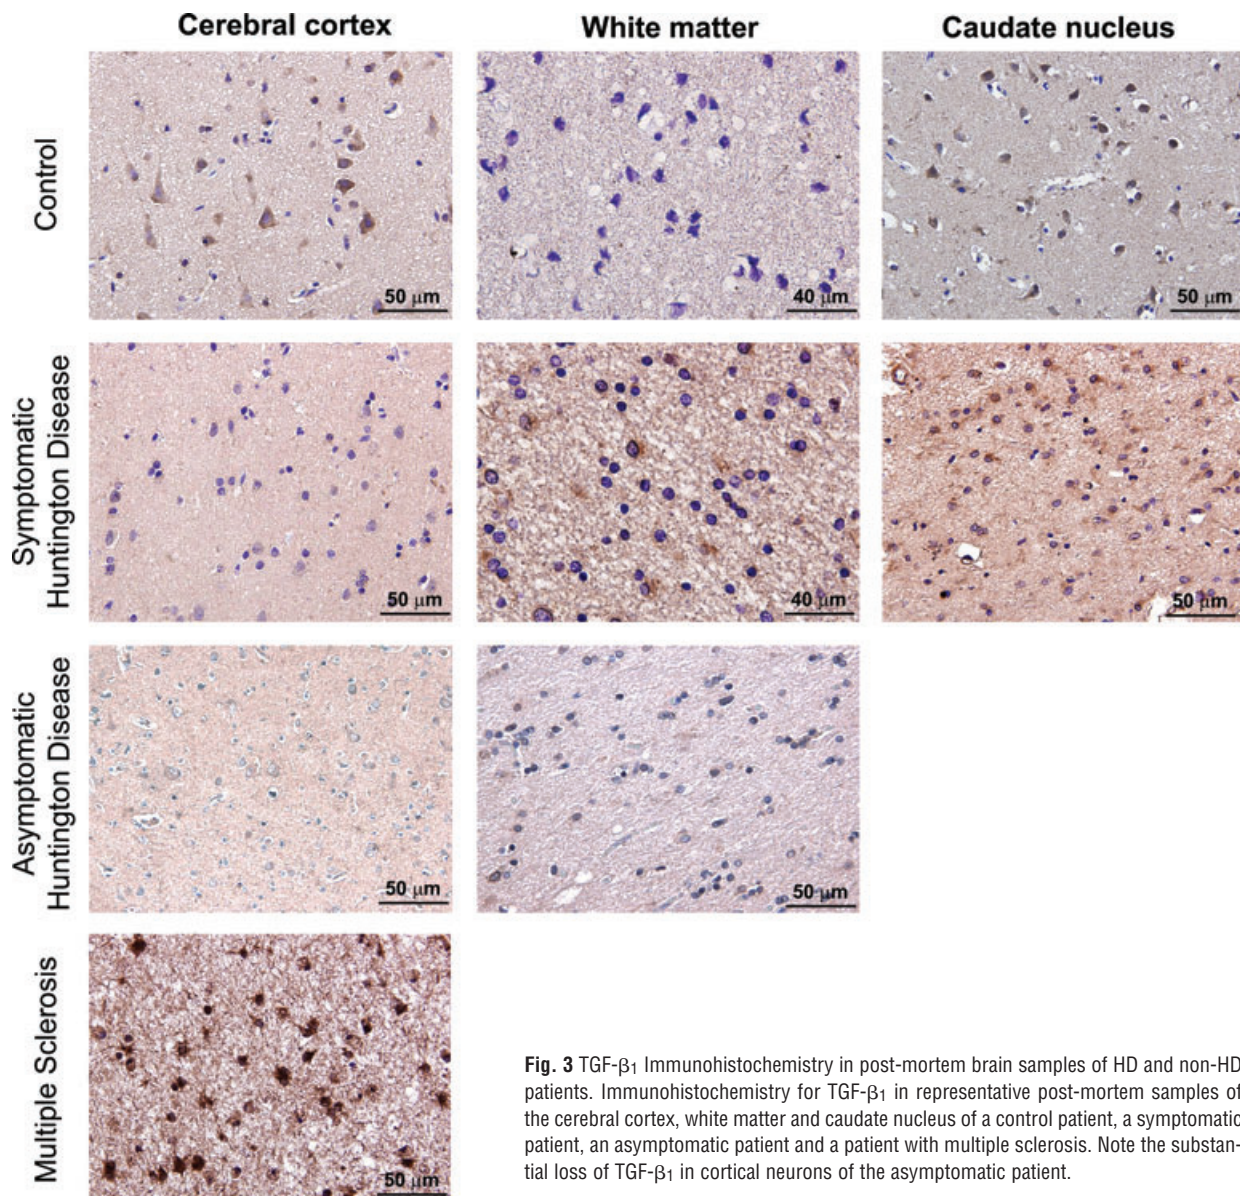 Cerebral cortex White matter Caudate nucleus
Control
50 µm 40 µm 50 µm
Symptomatic
Huntington Disease
50 µm 40 µm 50 µm
Asymptomatic
Huntington Disease
50 µm 50 µm
Multiple Sclerosis
50 µm
Fig. 3 TGF-β1 Immunohistochemistry in post-mortem brain samples of HD and non-HD
patients. Immunohistochemistry for TGF-β1 in representative post-mortem samples of
the cerebral cortex, white matter and caudate nucleus of a control patient, a symptomatic
patient, an asymptomatic patient and a patient with multiple sclerosis. Note the substan-
tial loss of TGF-β1 in cortical neurons of the asymptomatic patient.